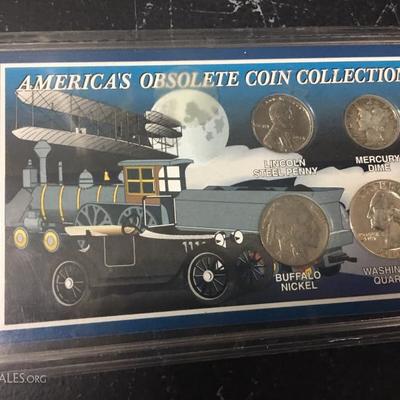 AMERICA'S OBSOLETE COIN COLLECTION
LINCOLN
STEEL PENNY
MERCURY
DIME
BUFFALO
NICKEL
WASHIN
QUAR
ALES.ORG